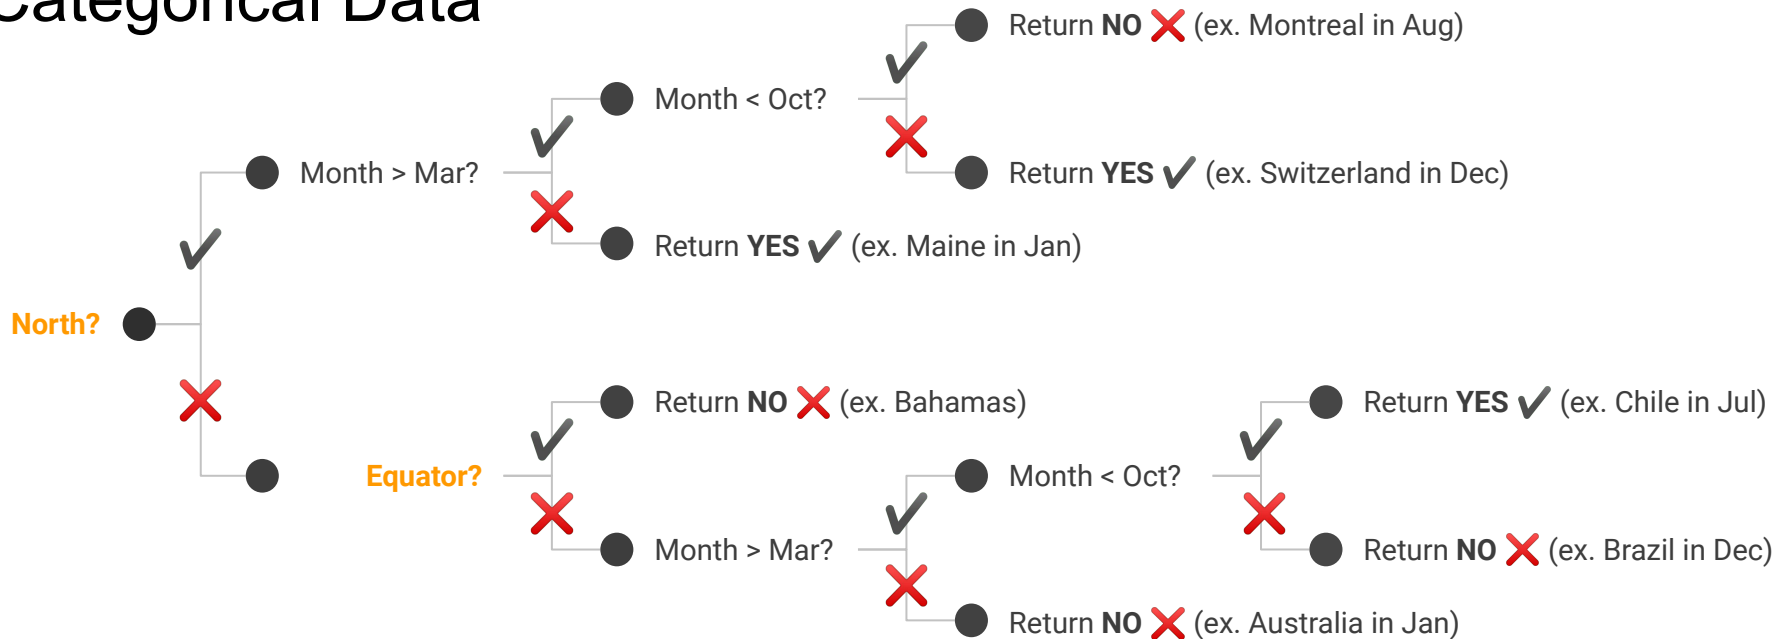 Categorical Data
Return NO ❌ (ex. Montreal in Aug)
Month < Oct?
Month > Mar?
Return YES ✔ (ex. Switzerland in Dec)
Return YES ✔ (ex. Maine in Jan)
North?
Return NO ❌ (ex. Bahamas)
Return YES ✔ (ex. Chile in Jul)
Equator?
Month < Oct?
Month > Mar?
Return NO ❌ (ex. Brazil in Dec)
Return NO ❌ (ex. Australia in Jan)